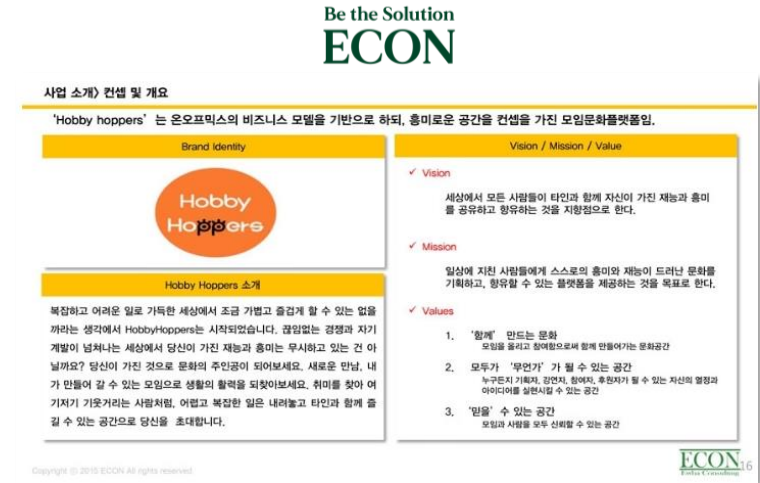 Be the Solution
ECON
사업 소개> 컨셉 및 개요
‘Hobby hoppers’ 는 온오프믹스의 비즈니스 모델을 기반으로 하되, 흥미로운 공간을 컨셉을 가진 모임문화플랫폼임.
Brand Identity
Hobby
Hoppers
Hobby Hoppers 소개
복잡하고 어려운 일로 가득한 세상에서 조금 가볍고 즐겁게 할 수 있는 없을
까라는 생각에서 HobbyHoppers는 시작되었습니다. 끊임없는 경쟁과 자기
계발이 넘쳐나는 세상에서 당신이 가진 재능과 흥미는 무시하고 있는 건 아
닐까요? 당신이 가진 것으로 문화의 주인공이 되어보세요. 새로운 만남, 내
가 만들어 갈 수 있는 모임으로 생활의 활력을 되찾아보세요. 취미를 찾아 여
기저기 기웃거리는 사람처럼, 어렵고 복잡한 일은 내려놓고 타인과 함께 즐
길 수 있는 공간으로 당신을 초대합니다.
Vision / Mission / Value
✓ Vision
세상에서 모든 사람들이 타인과 함께 자신이 가진 재능과 흥미
를 공유하고 향유하는 것을 지향점으로 한다.
✓ Mission
일상에 지친 사람들에게 스스로의 흥미와 재능이 드러난 문화를
기획하고, 향유할 수 있는 플랫폼을 제공하는 것을 목표로 한다.
✓ Values
1. ‘함께’ 만드는 문화
모임을 올리고 참여함으로써 함께 만들어가는 문화공간
2. 모두가 ‘무언가’ 가 될 수 있는 공간
누구든지 기획자, 강연자, 참여자, 후원자가 될 수 있는 자신의 열정과
아이디어를 실현시킬 수 있는 공간
3. ‘믿을’ 수 있는 공간
모임과 사람을 모두 신뢰할 수 있는 공간
Copyright ⓒ 2015 ECON All rights reserved
ECON
Consulting
16